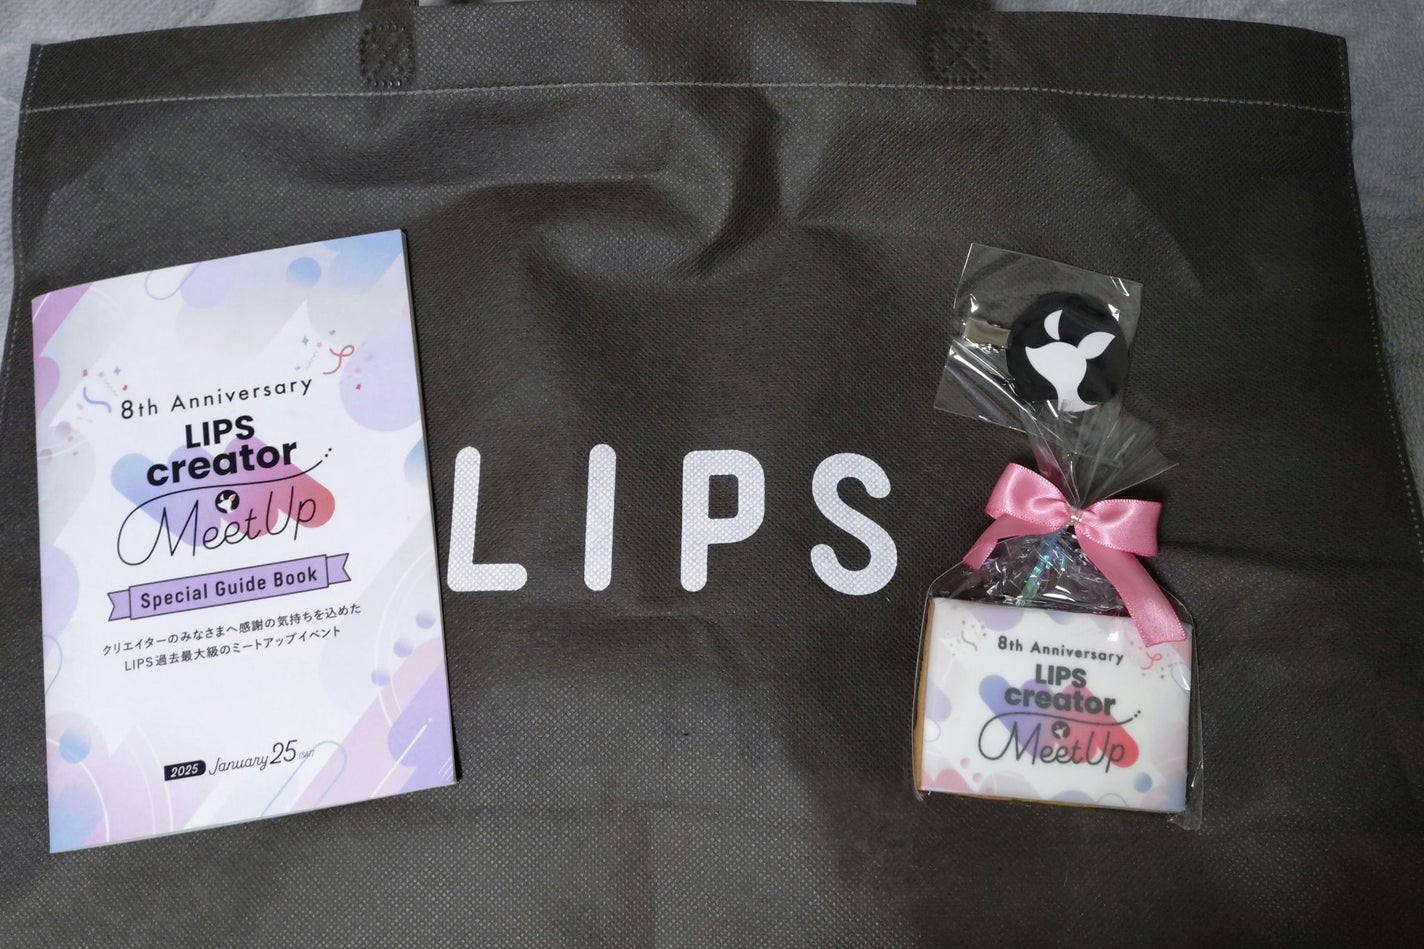 8th Anniversary
LIPS
creator
MeetUp
Special Guide Book
クリエイターのみなさまへ感謝の気持ちを込めた
LIPS過去最大級のミートアップイベント
2025 January 25 (SAT)
LIPS
8th Anniversary
LIPS
creator
MeetUp